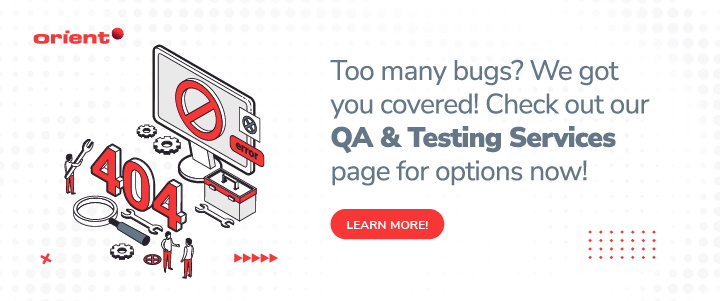 orient
Too many bugs? We got
you covered! Check out our
QA & Testing Services
page for options now!
LEARN MORE!
error
404